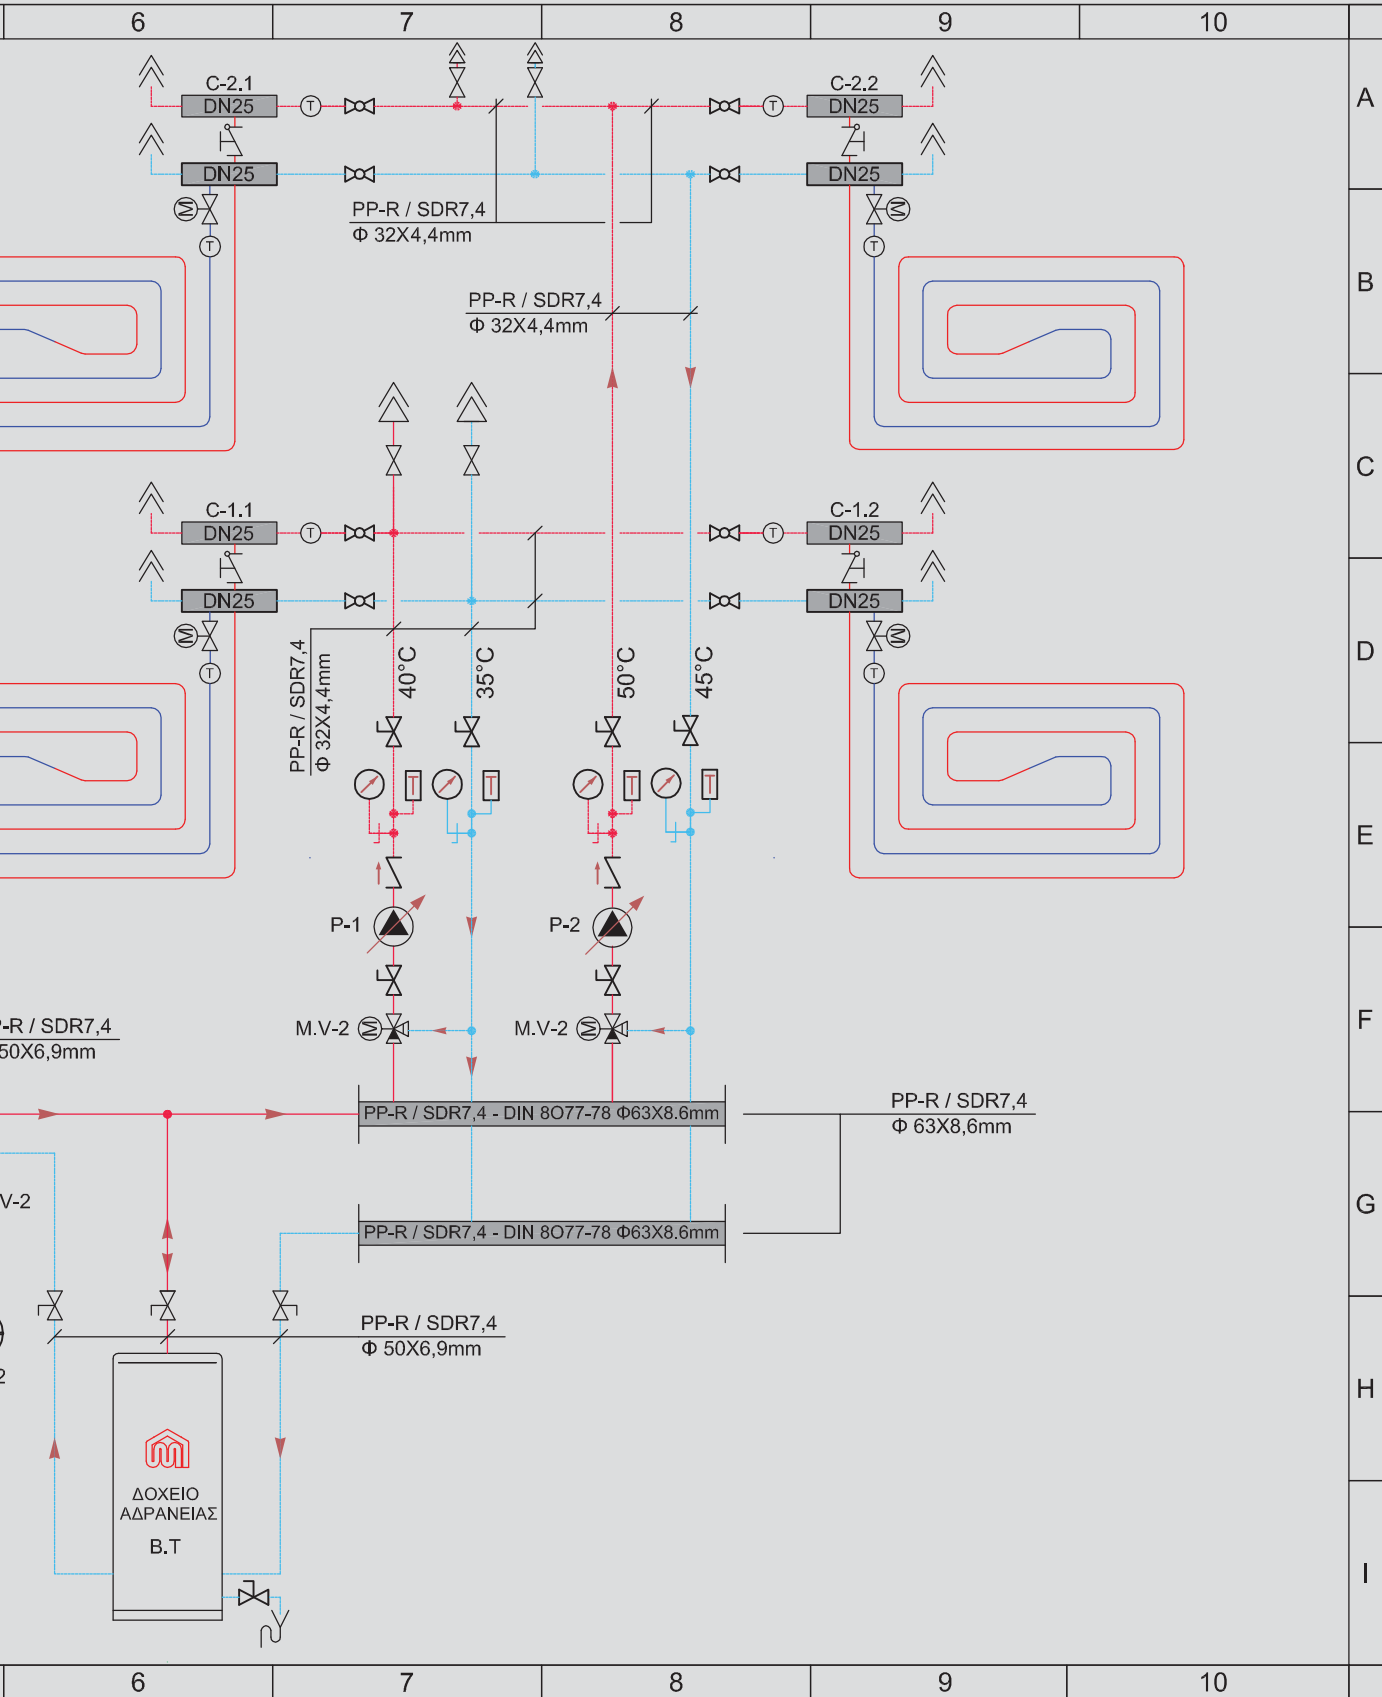 6 7 8 9 10
A
C-2.1
C-2.2
DN25 T T DN25
DN25 DN25
PP-R / SDR7,4
Φ 32X4,4mm
M M
T T
B
PP-R / SDR7,4
Φ 32X4,4mm
C
C-1.1
C-1.2
DN25 T T DN25
DN25 DN25
M M
D
T T
PP-R / SDR7,4
Φ 32X4,4mm
40°C
35°C
50°C
45°C
T T T T
E
P-1
P-2
P-R / SDR7,4
50X6,9mm
M.V-2 M
M.V-2 M
F
PP-R / SDR7,4 - DIN 8O77-78 Φ63X8.6mm
PP-R / SDR7,4
Φ 63X8,6mm
V-2
G
PP-R / SDR7,4 - DIN 8O77-78 Φ63X8.6mm
PP-R / SDR7,4
Φ 50X6,9mm
2
H
ΔΟΧΕΙΟ
ΑΔΡΑΝΕΙΑΣ
B.T
I
6 7 8 9 10